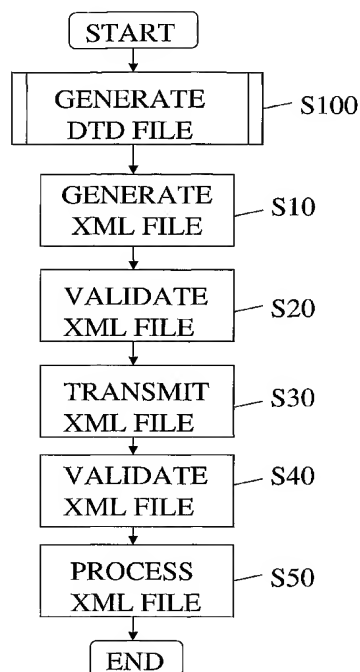 START
GENERATE
DTD FILE
S100
GENERATE
XML FILE
S10
VALIDATE
XML FILE
S20
TRANSMIT
XML FILE
S30
VALIDATE
XML FILE
S40
PROCESS
XML FILE
S50
END